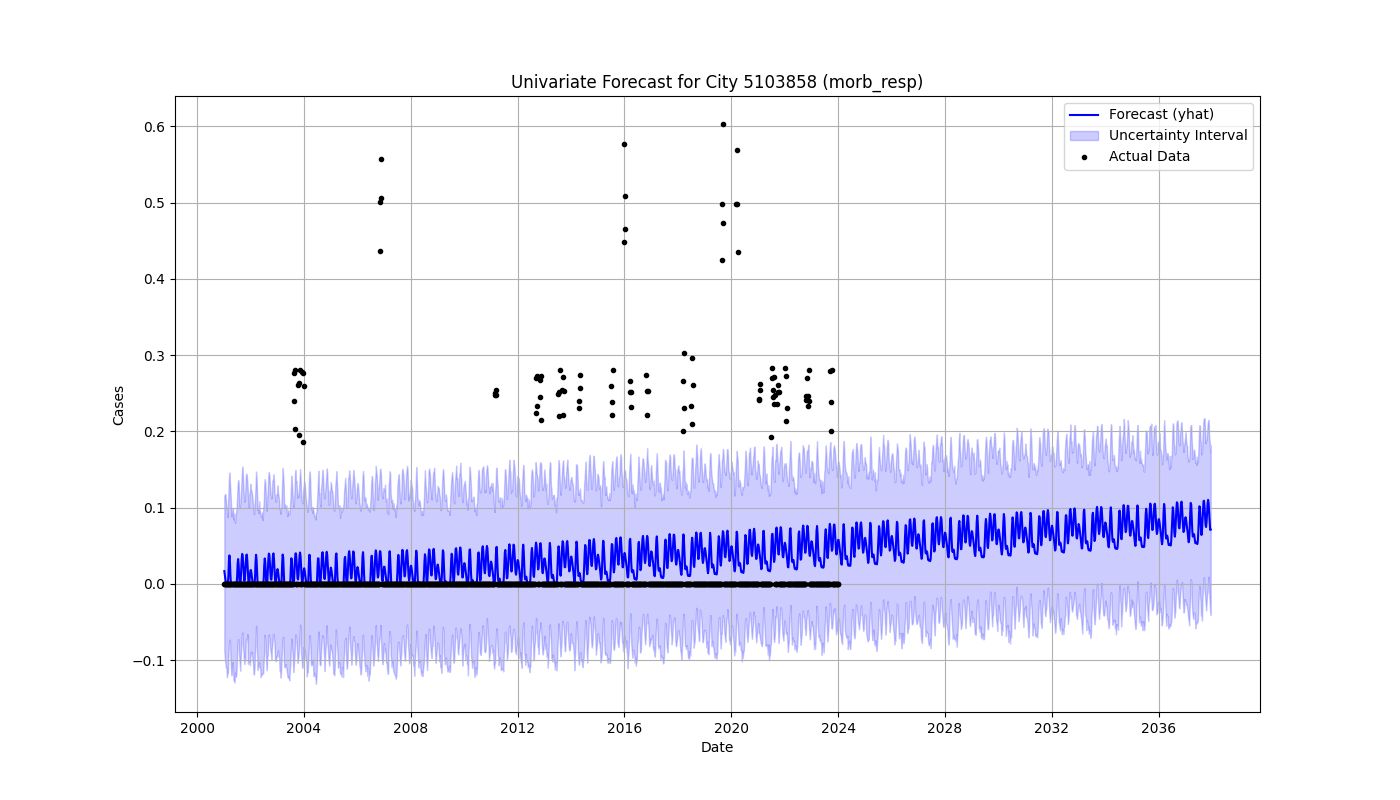 Univariate Forecast for City 5103858 (morb_resp)
Forecast (yhat)
Uncertainty Interval
Actual Data
Cases
0.6
0.5
0.4
0.3
0.2
0.1
0.0
−0.1
2000 2004 2008 2012 2016 2020 2024 2028 2032 2036
Date